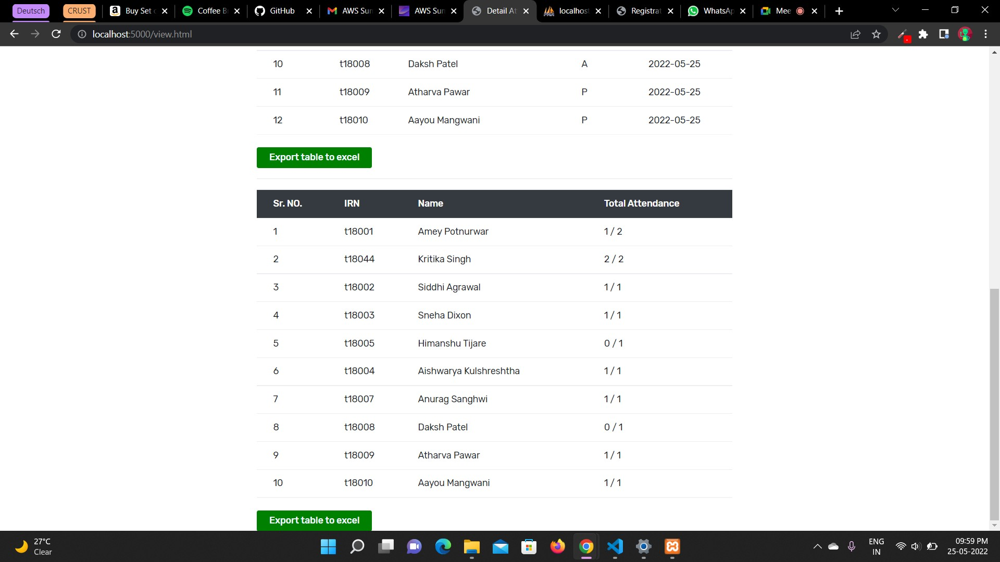 Deutsch CRUST Buy Set Coffee GitHub AWS Sum AWS Sum Detail At localhost Registrat WhatsAp Mee
localhost:5000/view.html
10 t18008 Daksh Patel A 2022-05-25
11 t18009 Atharva Pawar P 2022-05-25
12 t18010 Aayou Mangwani P 2022-05-25
Export table to excel
Sr. NO. IRN Name Total Attendance
1 t18001 Amey Potnurwar 1 / 2
2 t18044 Kritika Singh 2 / 2
3 t18002 Siddhi Agrawal 1 / 1
4 t18003 Sneha Dixon 1 / 1
5 t18005 Himanshu Tijare 0 / 1
6 t18004 Aishwarya Kulshreshtha 1 / 1
7 t18007 Anurag Sanghwi 1 / 1
8 t18008 Daksh Patel 0 / 1
9 t18009 Atharva Pawar 1 / 1
10 t18010 Aayou Mangwani 1 / 1
Export table to excel
27°C
Clear
ENG
IN
09:59 PM
25-05-2022